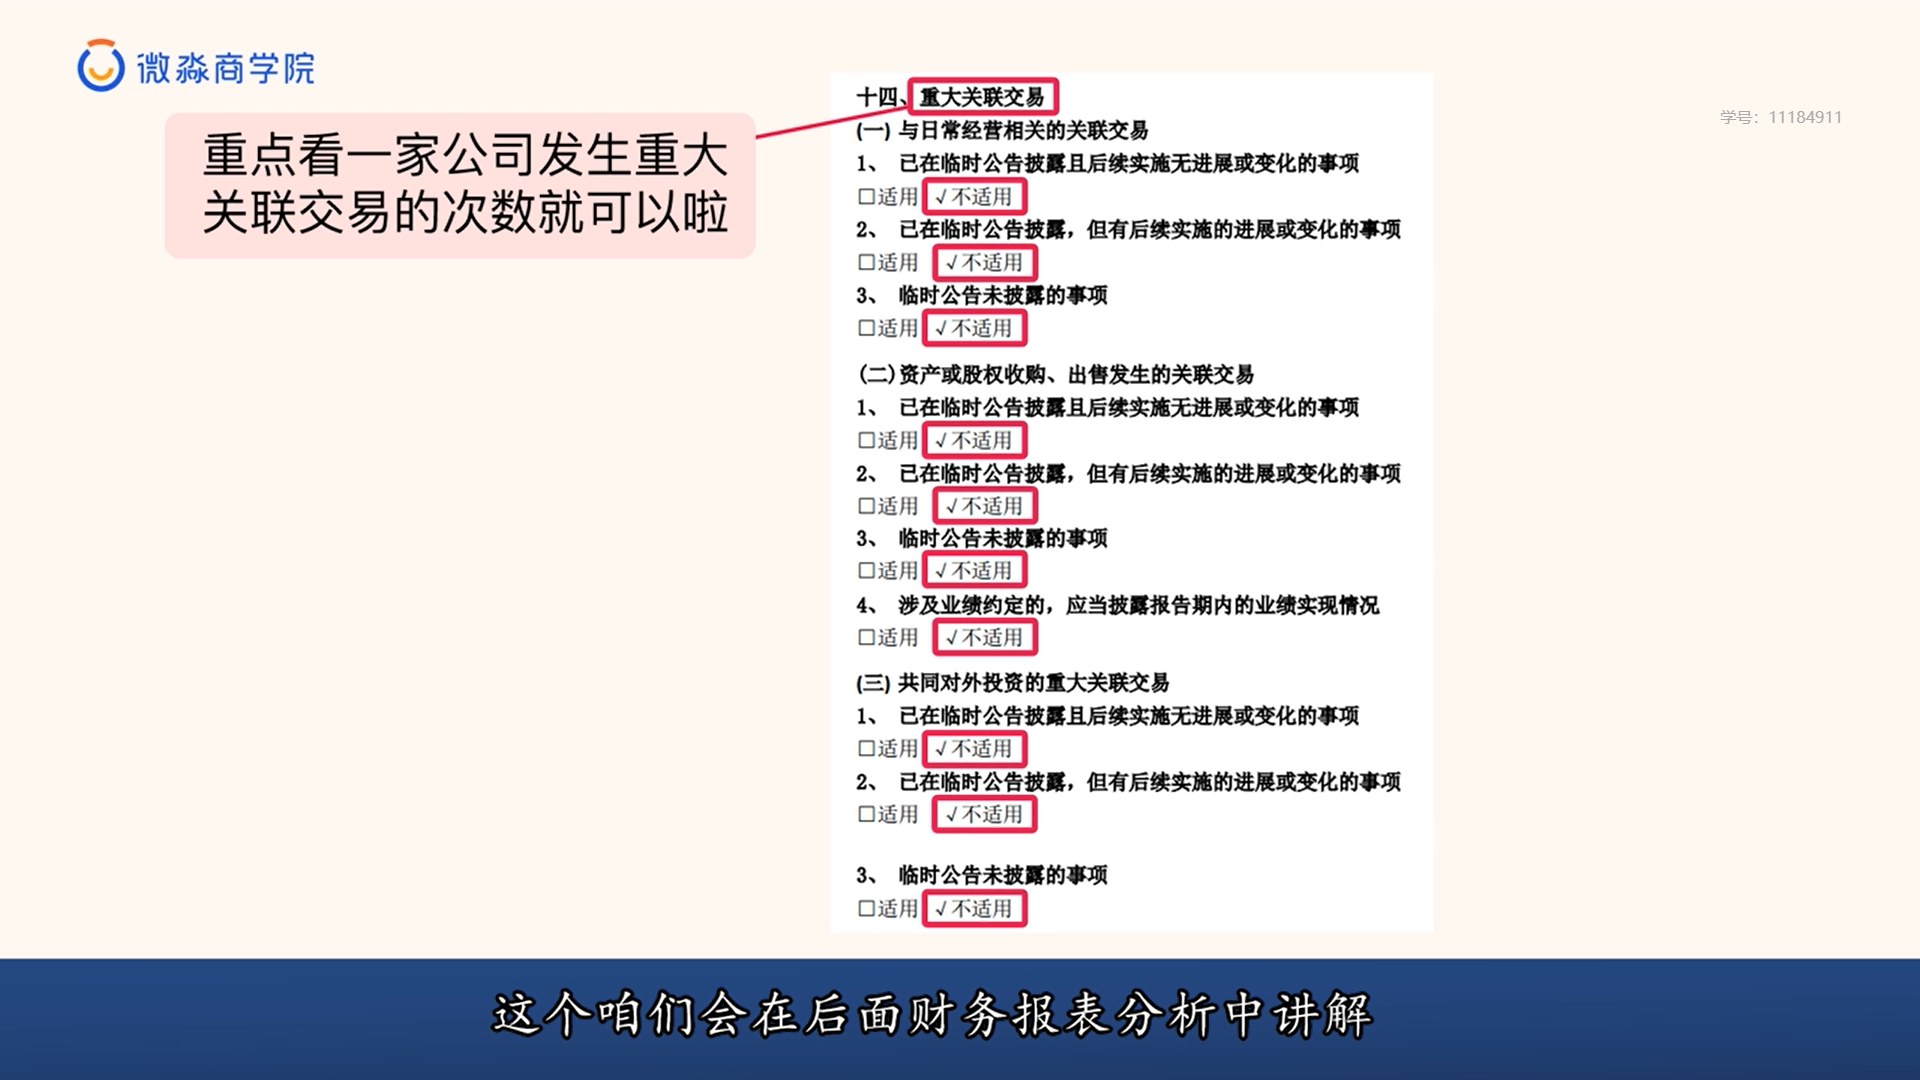 微淼商学院
学号：11184911
重点看一家公司发生重大
关联交易的次数就可以啦
十四、重大关联交易
(一) 与日常经营相关的关联交易
1、 已在临时公告披露且后续实施无进展或变化的事项
□适用 √不适用
2、 已在临时公告披露，但有后续实施的进展或变化的事项
□适用 √不适用
3、 临时公告未披露的事项
□适用 √不适用
(二)资产或股权收购、出售发生的关联交易
1、 已在临时公告披露且后续实施无进展或变化的事项
□适用 √不适用
2、 已在临时公告披露，但有后续实施的进展或变化的事项
□适用 √不适用
3、 临时公告未披露的事项
□适用 √不适用
4、 涉及业绩约定的，应当披露报告期内的业绩实现情况
□适用 √不适用
(三) 共同对外投资的重大关联交易
1、 已在临时公告披露且后续实施无进展或变化的事项
□适用 √不适用
2、 已在临时公告披露，但有后续实施的进展或变化的事项
□适用 √不适用
3、 临时公告未披露的事项
□适用 √不适用
这个咱们会在后面财务报表分析中讲解